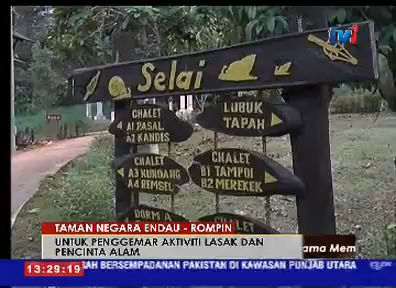 TV1
Selai
CHALET
A1 PASAL
A2 KANDIS
LUBUK
TAPAH
CHALET
A3 KUNDANG
A4 REMSEL
CHALET
B1 TAMPOI
B2 MEREKEK
DORM A
CHALET
TAMAN NEGARA ENDAU - ROMPIN
UNTUK PENGGEMAR AKTIVITI LASAK DAN
PENCINTA ALAM
ama Mem
13:29:19
AH BERSEMPADANAN PAKISTAN DI KAWASAN PUNJAB UTARA